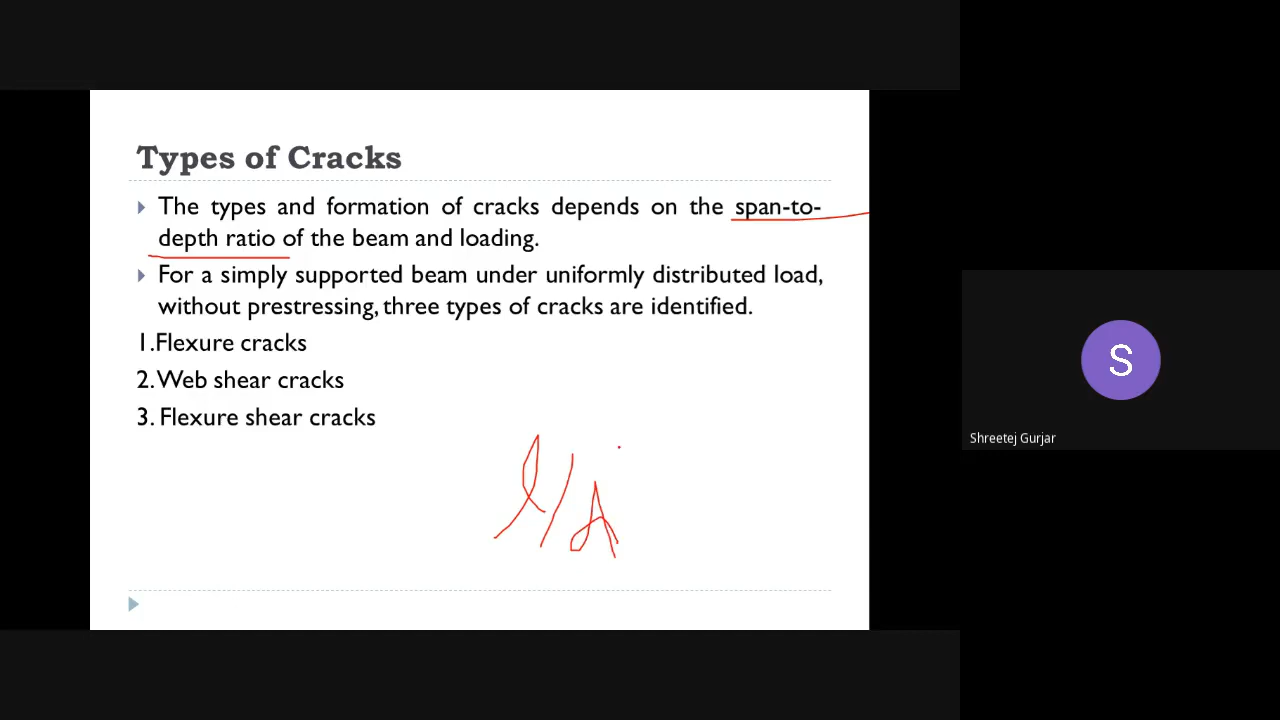 Types of Cracks
The types and formation of cracks depends on the span-to-
depth ratio of the beam and loading.
For a simply supported beam under uniformly distributed load,
without prestressing, three types of cracks are identified.
1.Flexure cracks
2. Web shear cracks
3. Flexure shear cracks
l/d
S
Shreetej Gurjar